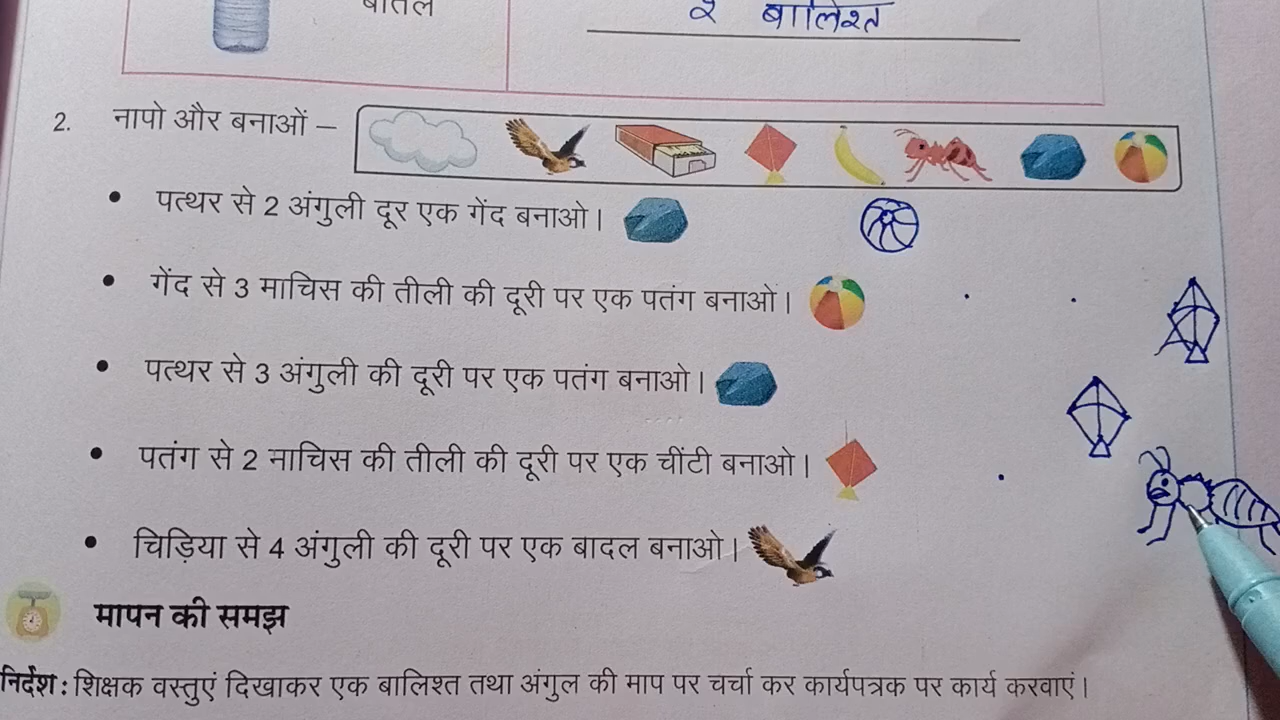 बोतल
२ बालिश्त
2. नापो और बनाओं –
• पत्थर से 2 अंगुली दूर एक गेंद बनाओ।
• गेंद से 3 माचिस की तीली की दूरी पर एक पतंग बनाओ।
• पत्थर से 3 अंगुली की दूरी पर एक पतंग बनाओ।
• पतंग से 2 नाचिस की तीली की दूरी पर एक चींटी बनाओ।
• चिड़िया से 4 अंगुली की दूरी पर एक बादल बनाओ।
मापन की समझ
निर्देश : शिक्षक वस्तुएं दिखाकर एक बालिश्त तथा अंगुल की माप पर चर्चा कर कार्यपत्रक पर कार्य करवाएं।